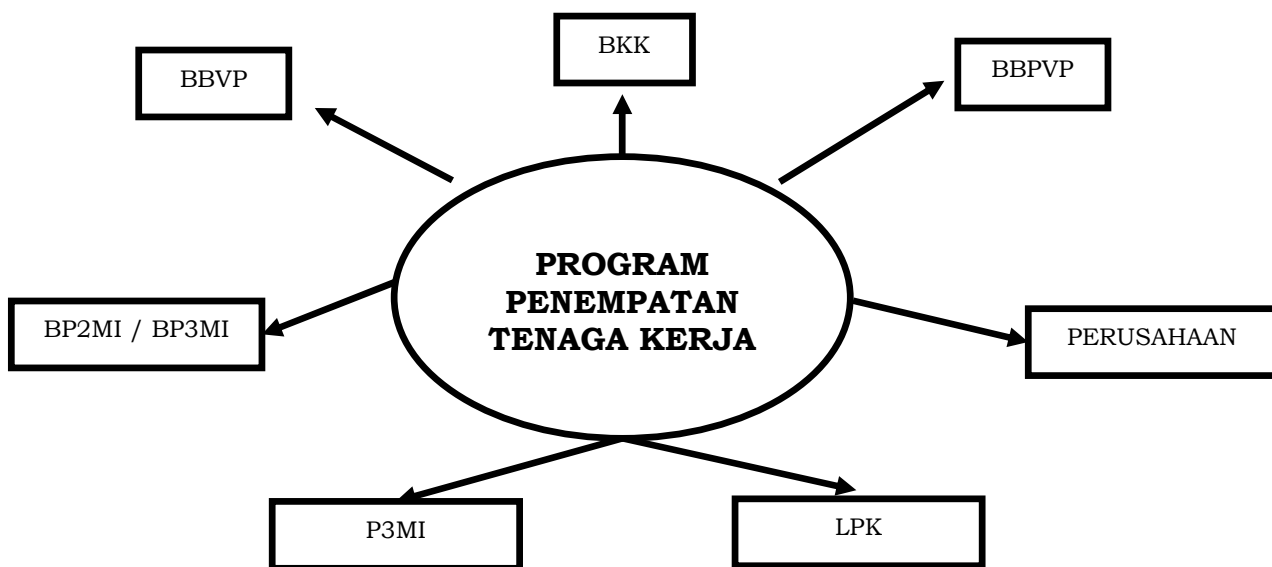 BKK
BBVP
BBPVP
PROGRAM
PENEMPATAN
TENAGA KERJA
BP2MI / BP3MI
PERUSAHAAN
P3MI
LPK